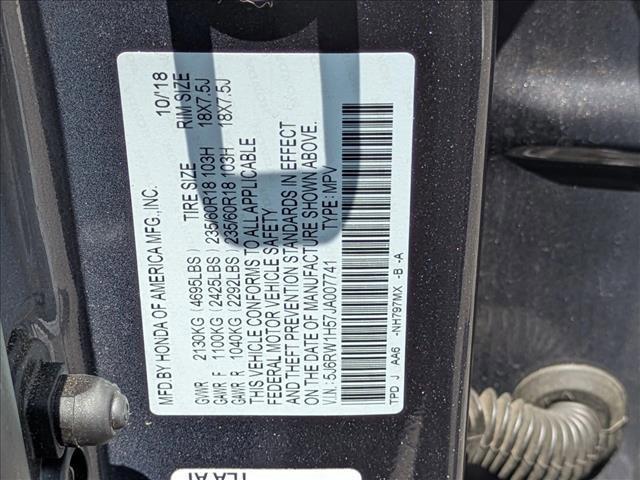 MFD. BY HONDA OF AMERICA MFG., INC. 10/'18
GVWR 2130KG (4695LBS) TIRE SIZE RIM SIZE
GAWR F 1100KG (2425LBS) 235/60R18 103H 18X7.5J
GAWR R 1040KG (2292LBS) 235/60R18 103H 18X7.5J
THIS VEHICLE CONFORMS TO ALL APPLICABLE
FEDERAL MOTOR VEHICLE SAFETY
AND THEFT PREVENTION STANDARDS IN EFFECT
ON THE DATE OF MANUFACTURE SHOWN ABOVE.
V.I.N.: 5J6RW1H57JA007741 TYPE: MPV
TPD J AA6 -NH797MX -B -A